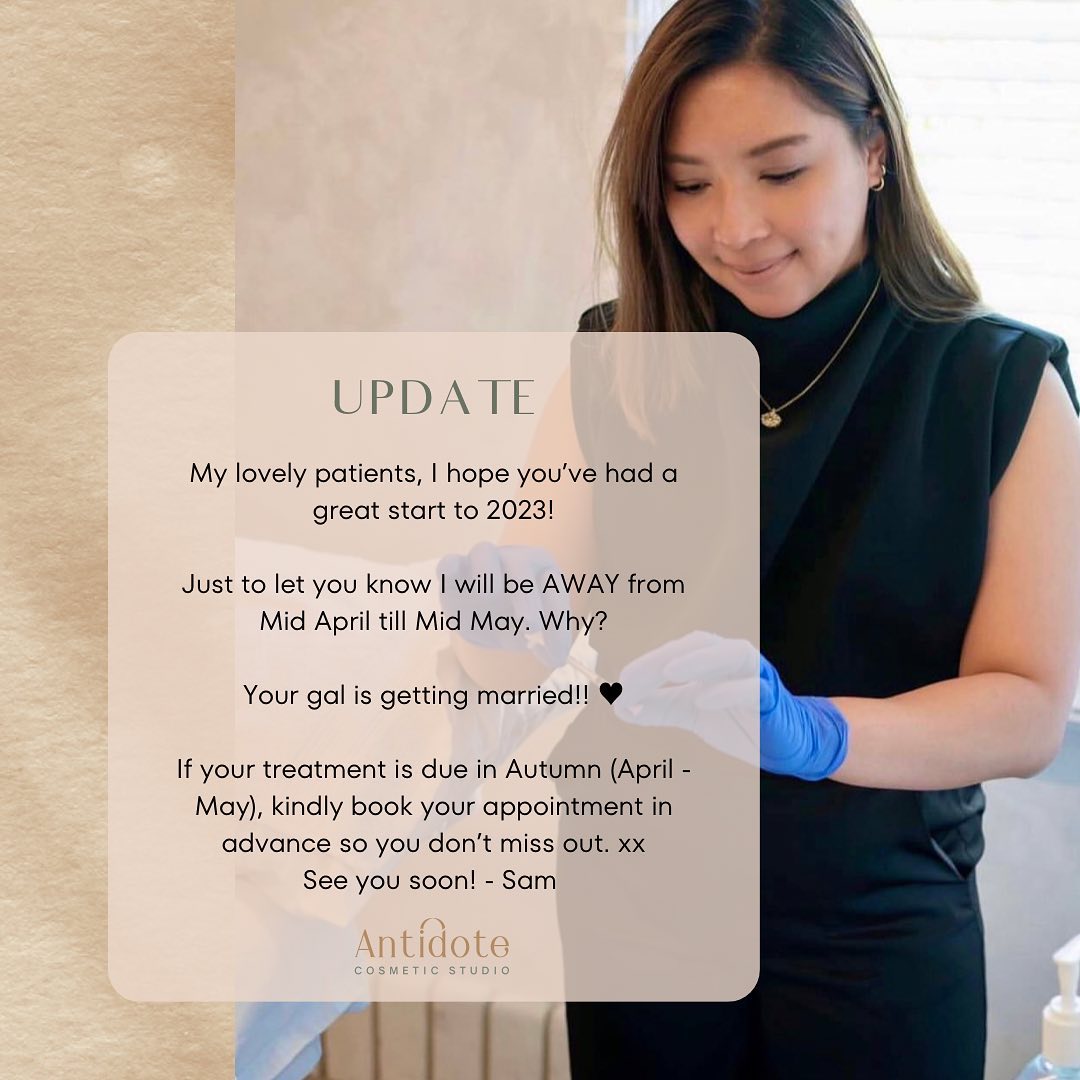 UPDATE
My lovely patients, I hope you’ve had a
great start to 2023!
Just to let you know I will be AWAY from
Mid April till Mid May. Why?
Your gal is getting married!! ♥
If your treatment is due in Autumn (April -
May), kindly book your appointment in
advance so you don’t miss out. xx
See you soon! - Sam
Antidote
COSMETIC STUDIO